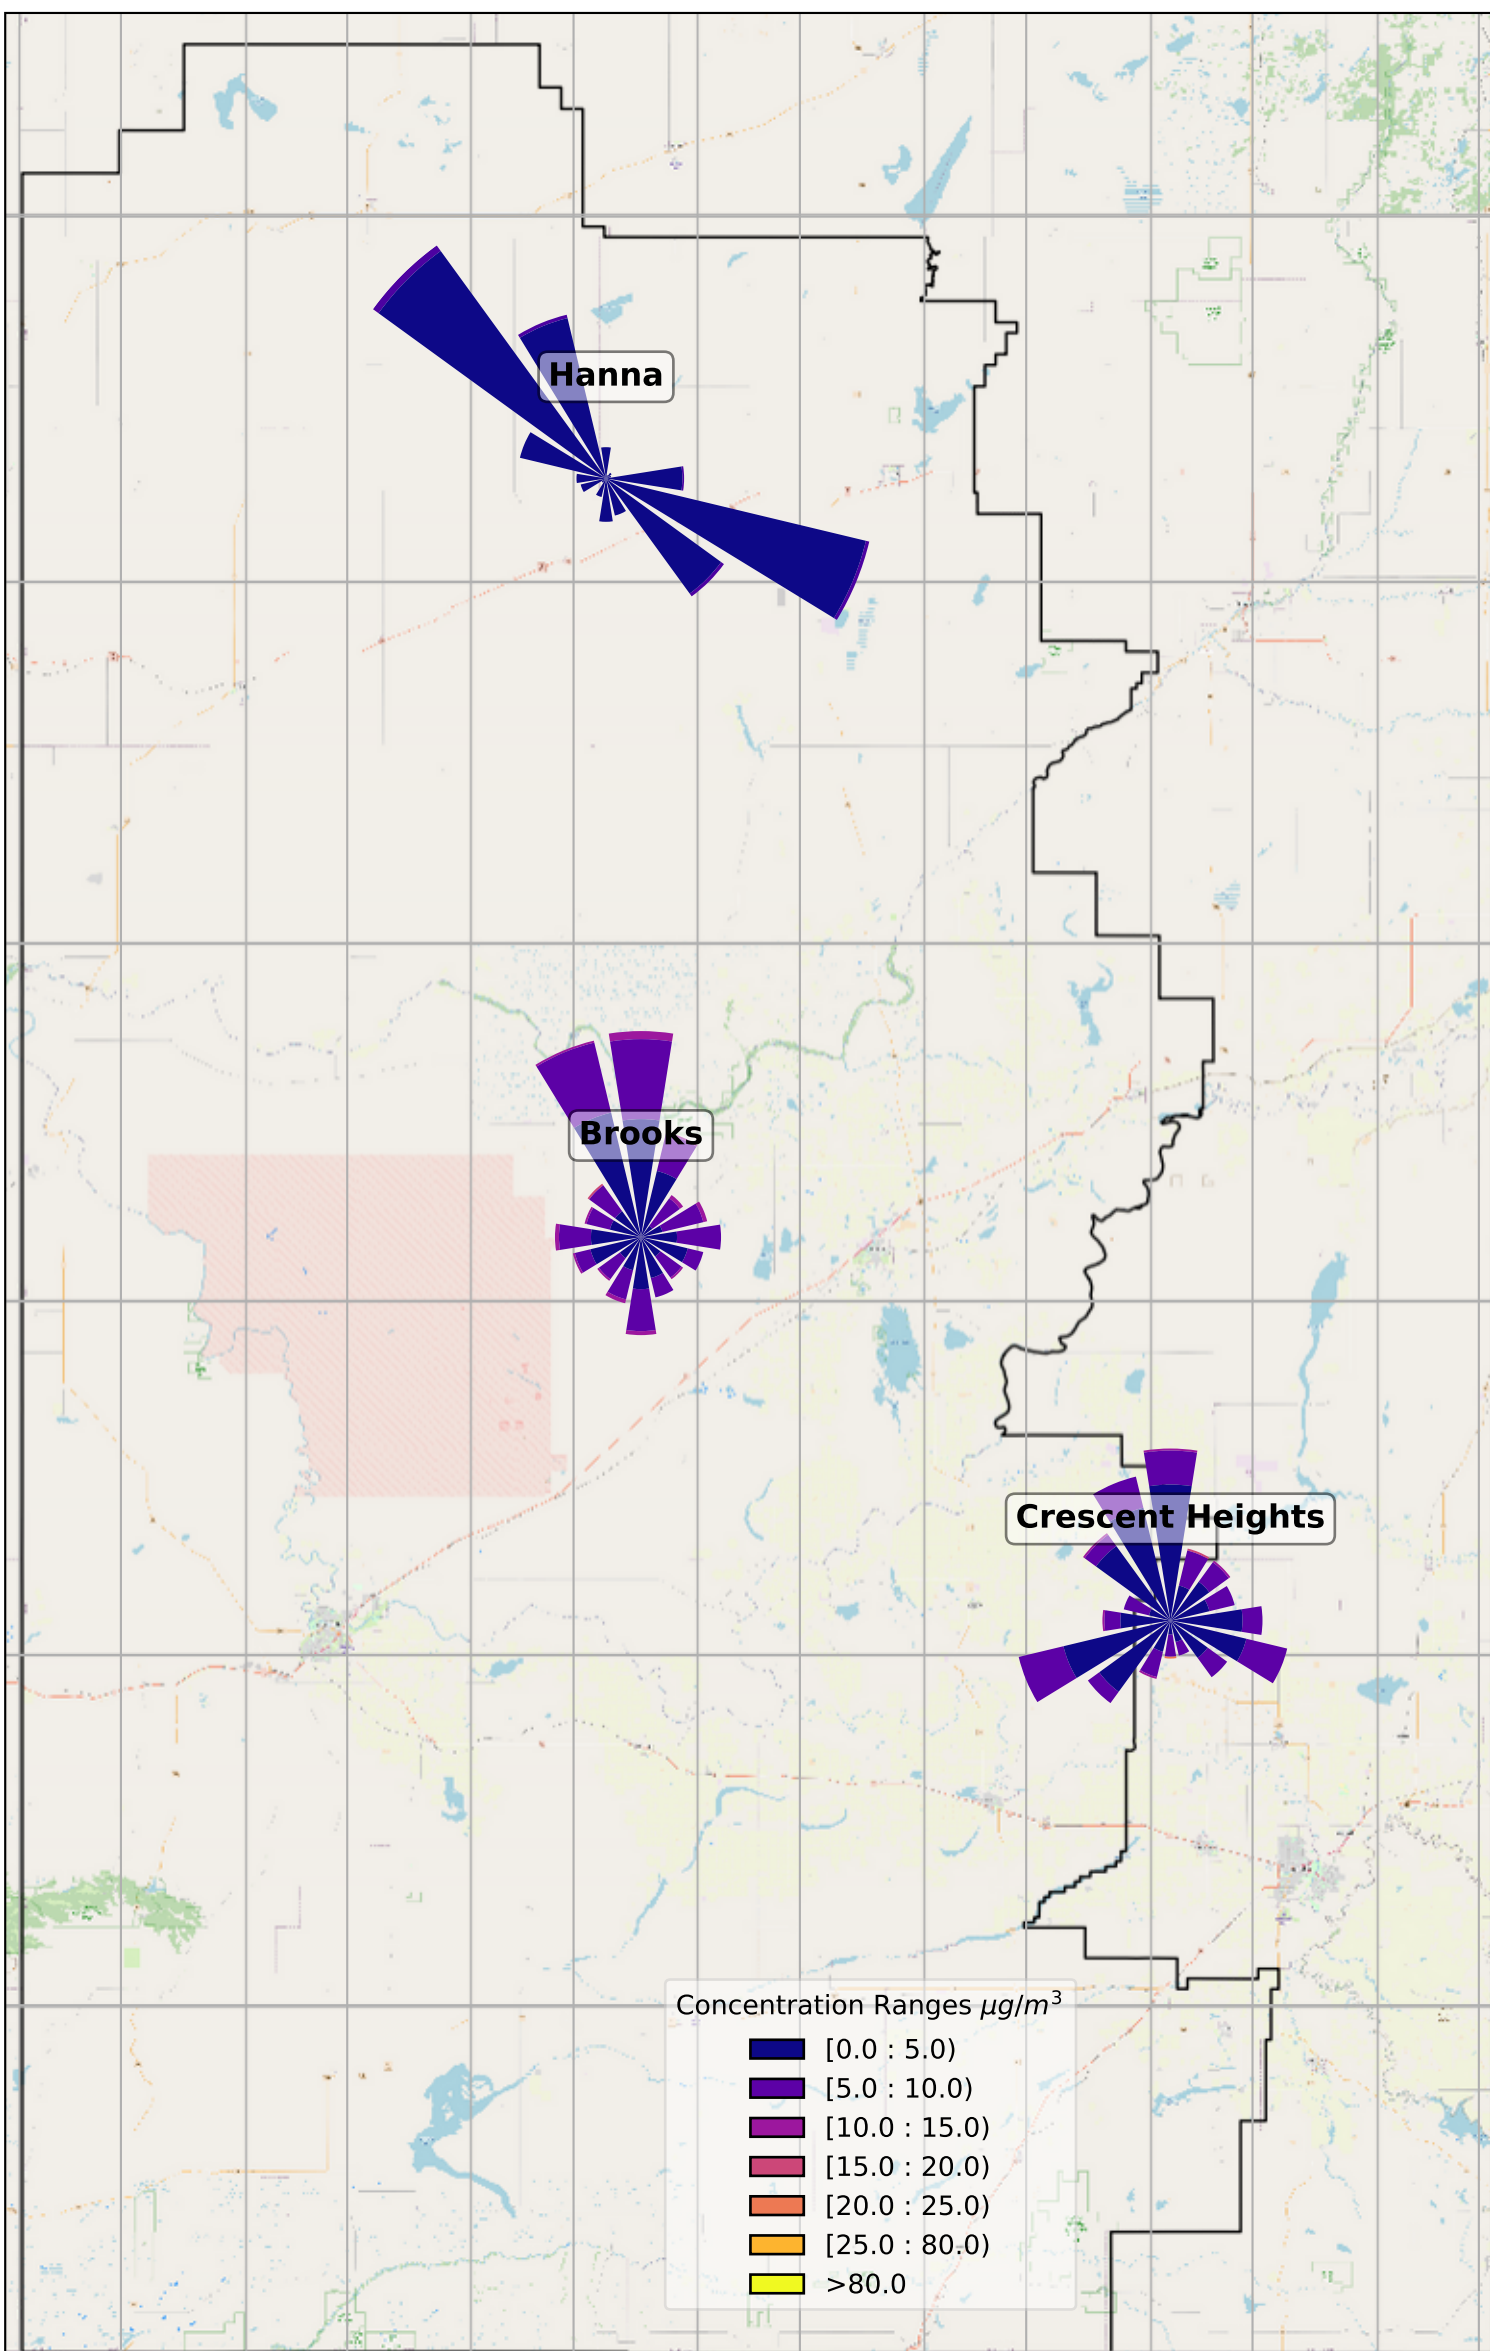 Hanna
Brooks
Crescent Heights
Concentration Ranges μg/m³
[0.0 : 5.0)
[5.0 : 10.0)
[10.0 : 15.0)
[15.0 : 20.0)
[20.0 : 25.0)
[25.0 : 80.0)
>80.0